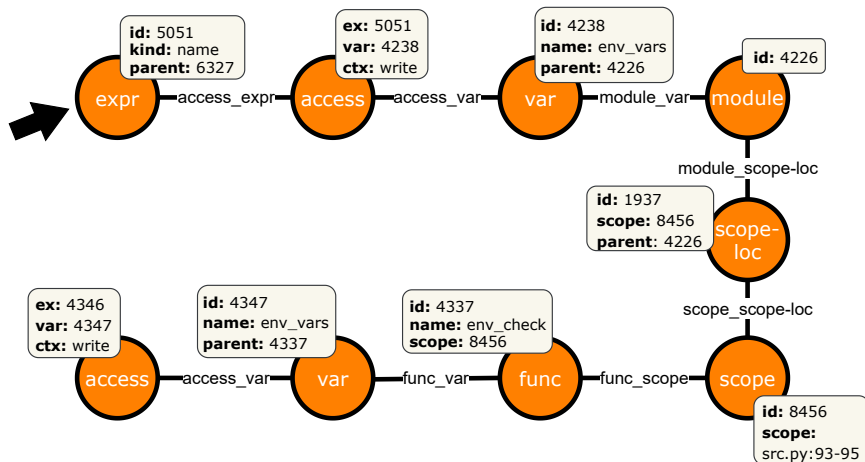 id: 5051
kind: name
parent: 6327
expr
access_expr
ex: 5051
var: 4238
ctx: write
access
access_var
id: 4238
name: env_vars
parent: 4226
var
module_var
id: 4226
module
module_scope-loc
id: 1937
scope: 8456
parent: 4226
scope-
loc
scope_scope-loc
ex: 4346
var: 4347
ctx: write
access
access_var
id: 4347
name: env_vars
parent: 4337
var
func_var
id: 4337
name: env_check
scope: 8456
func
func_scope
scope
id: 8456
scope:
src.py:93-95